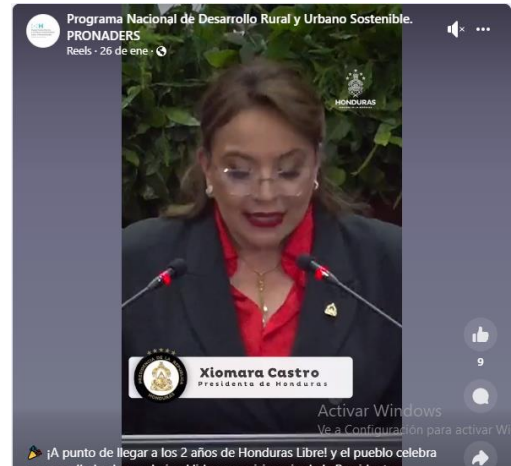 Programa Nacional de Desarrollo Rural y Urbano Sostenible.
PRONADERS
Reels · 26 de ene ·
HONDURAS
Xiomara Castro
Presidenta de Honduras
9
Activar Windows
Ve a Configuración para activar Wi
¡A punto de llegar a los 2 años de Honduras Libre! y el pueblo celebra